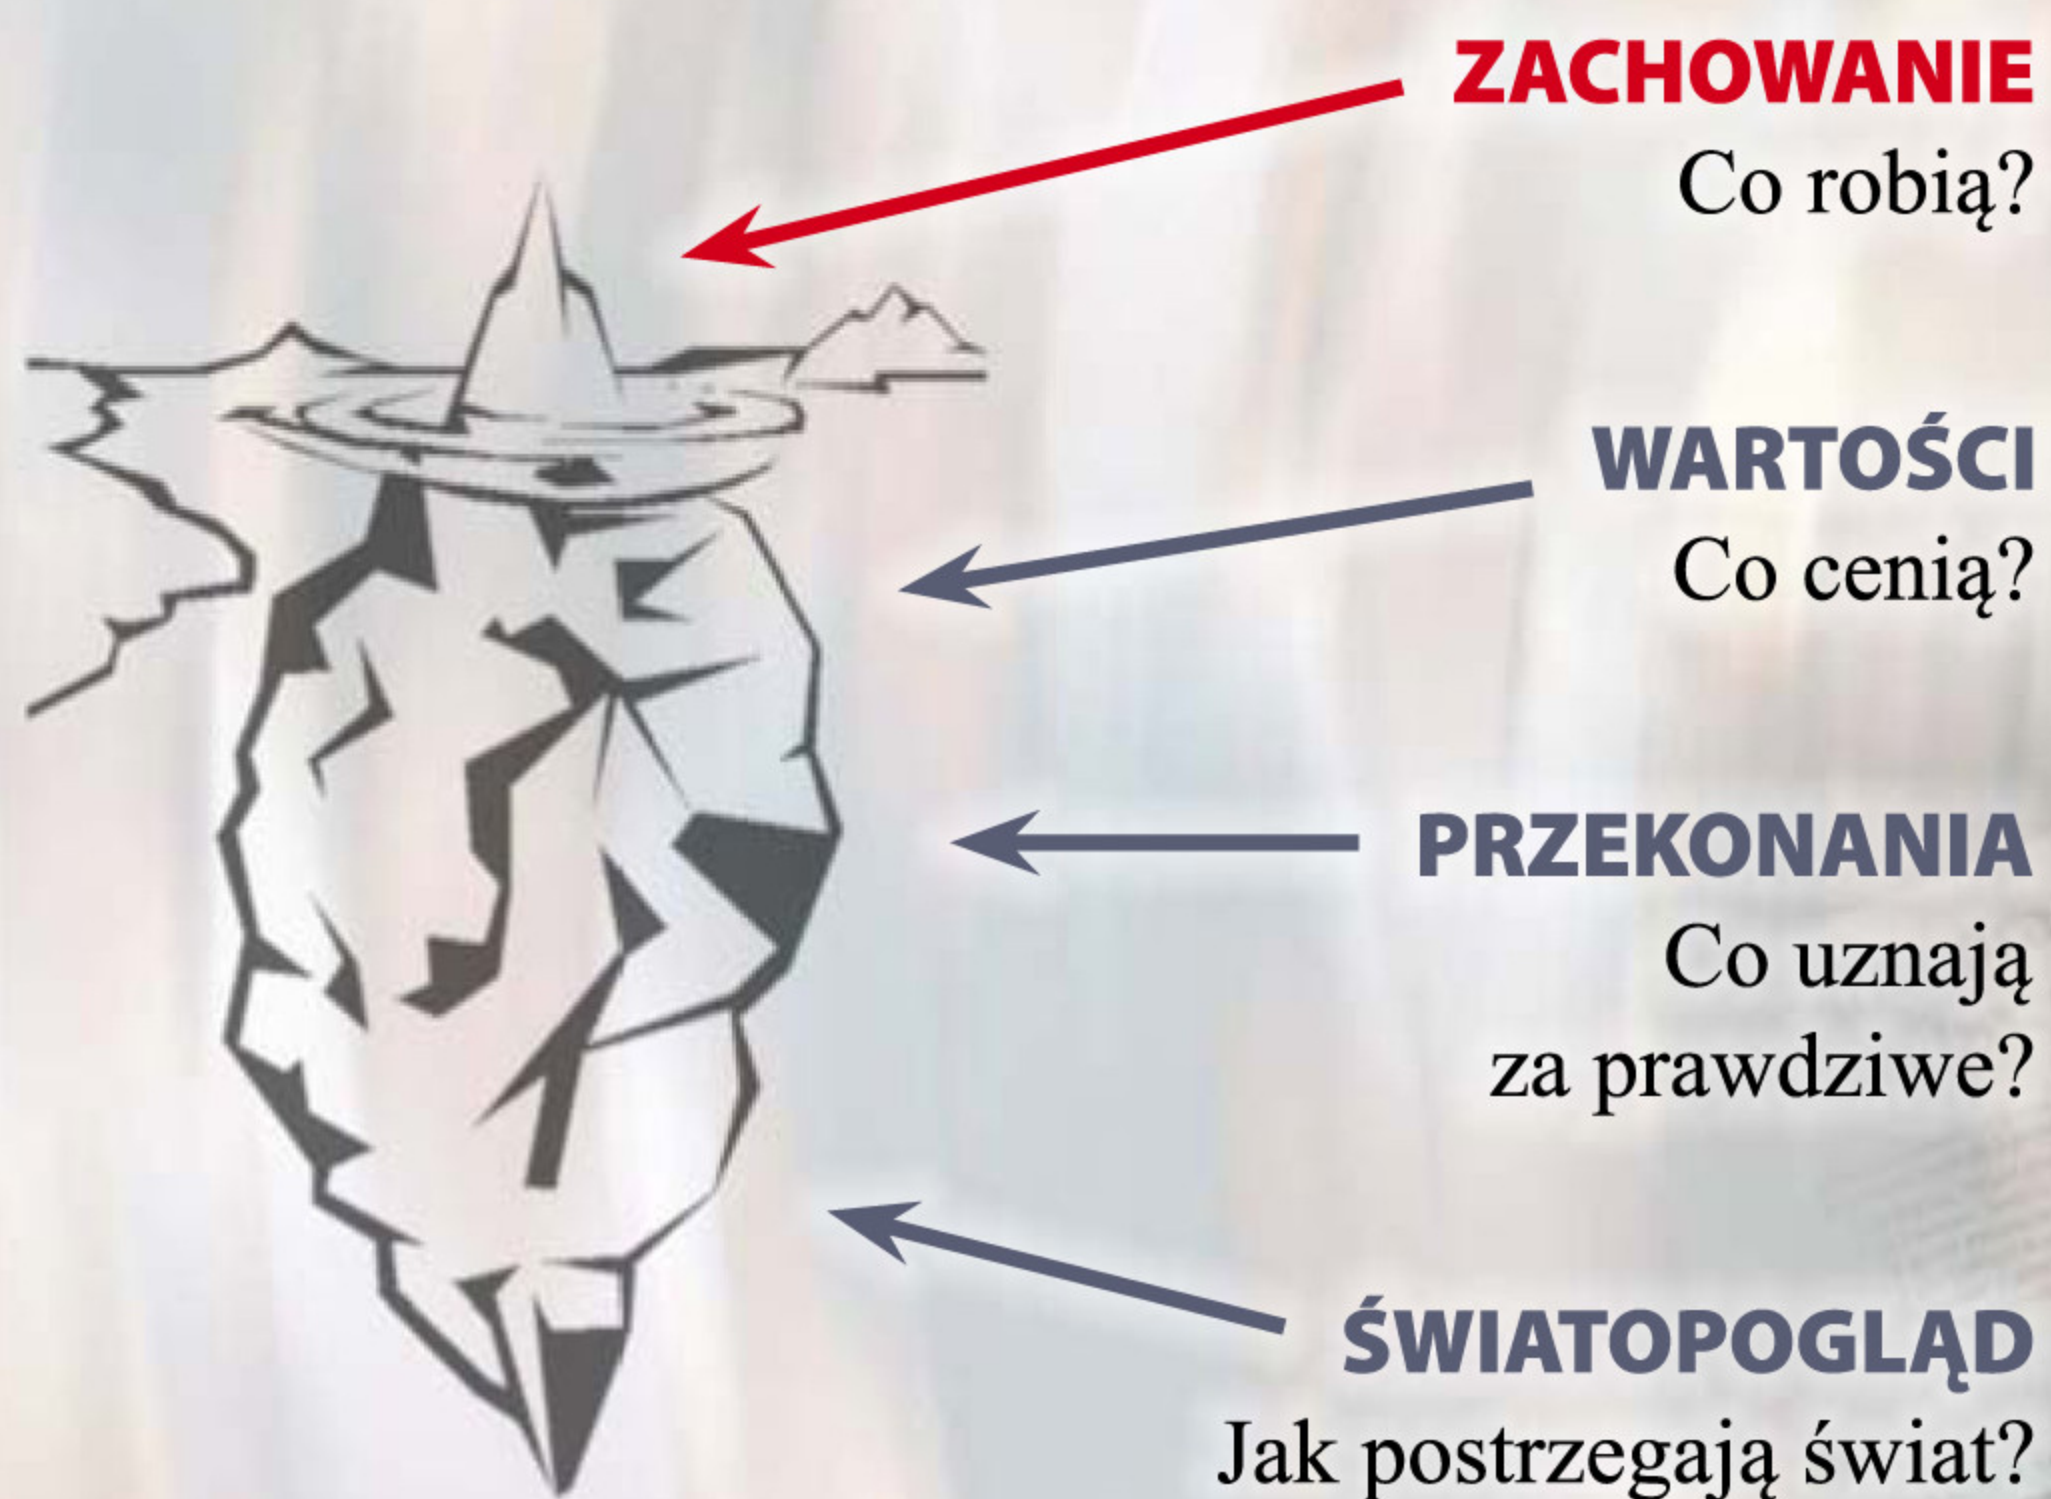 ZACHOWANIE
Co robią?
WARTOŚCI
Co cenią?
PRZEKONANIA
Co uznają
za prawdziwe?
ŚWIATOPOGLĄD
Jak postrzegają świat?